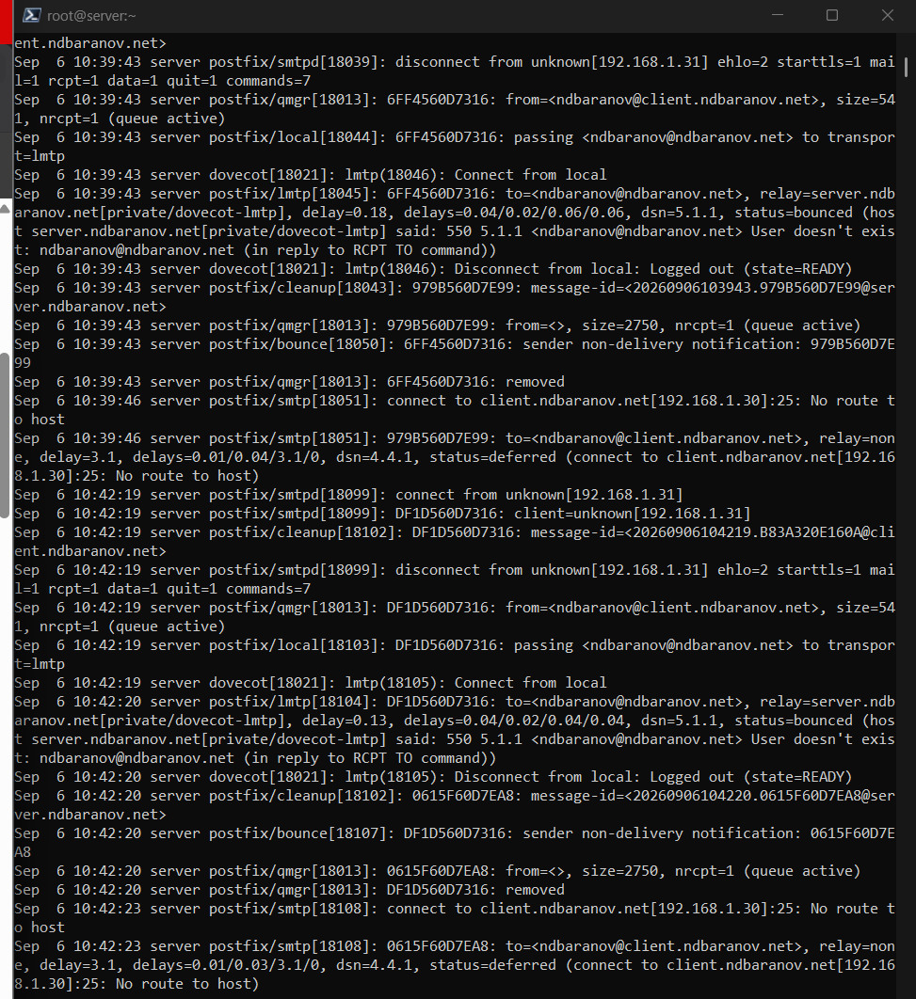 root@server:~
ent.ndbaranov.net>
Sep  6 10:39:43 server postfix/smtpd[18039]: disconnect from unknown[192.168.1.31] ehlo=2 starttls=1 mai
l=1 rcpt=1 data=1 quit=1 commands=7
Sep  6 10:39:43 server postfix/qmgr[18013]: 6FF4560D7316: from=<ndbaranov@client.ndbaranov.net>, size=54
1, nrcpt=1 (queue active)
Sep  6 10:39:43 server postfix/local[18044]: 6FF4560D7316: passing <ndbaranov@ndbaranov.net> to transpor
t=lmtp
Sep  6 10:39:43 server dovecot[18021]: lmtp(18046): Connect from local
Sep  6 10:39:43 server postfix/lmtp[18045]: 6FF4560D7316: to=<ndbaranov@ndbaranov.net>, relay=server.ndb
aranov.net[private/dovecot-lmtp], delay=0.18, delays=0.04/0.02/0.06/0.06, dsn=5.1.1, status=bounced (hos
t server.ndbaranov.net[private/dovecot-lmtp] said: 550 5.1.1 <ndbaranov@ndbaranov.net> User doesn't exis
t: ndbaranov@ndbaranov.net (in reply to RCPT TO command))
Sep  6 10:39:43 server dovecot[18021]: lmtp(18046): Disconnect from local: Logged out (state=READY)
Sep  6 10:39:43 server postfix/cleanup[18043]: 979B560D7E99: message-id=<20260906103943.979B560D7E99@ser
ver.ndbaranov.net>
Sep  6 10:39:43 server postfix/qmgr[18013]: 979B560D7E99: from=<>, size=2750, nrcpt=1 (queue active)
Sep  6 10:39:43 server postfix/bounce[18050]: 6FF4560D7316: sender non-delivery notification: 979B560D7E
99
Sep  6 10:39:43 server postfix/qmgr[18013]: 6FF4560D7316: removed
Sep  6 10:39:46 server postfix/smtp[18051]: connect to client.ndbaranov.net[192.168.1.30]:25: No route t
o host
Sep  6 10:39:46 server postfix/smtp[18051]: 979B560D7E99: to=<ndbaranov@client.ndbaranov.net>, relay=non
e, delay=3.1, delays=0.01/0.04/3.1/0, dsn=4.4.1, status=deferred (connect to client.ndbaranov.net[192.16
8.1.30]:25: No route to host)
Sep  6 10:42:19 server postfix/smtpd[18099]: connect from unknown[192.168.1.31]
Sep  6 10:42:19 server postfix/smtpd[18099]: DF1D560D7316: client=unknown[192.168.1.31]
Sep  6 10:42:19 server postfix/cleanup[18102]: DF1D560D7316: message-id=<20260906104219.B83A320E160A@cli
ent.ndbaranov.net>
Sep  6 10:42:19 server postfix/smtpd[18099]: disconnect from unknown[192.168.1.31] ehlo=2 starttls=1 mai
l=1 rcpt=1 data=1 quit=1 commands=7
Sep  6 10:42:19 server postfix/qmgr[18013]: DF1D560D7316: from=<ndbaranov@client.ndbaranov.net>, size=54
1, nrcpt=1 (queue active)
Sep  6 10:42:19 server postfix/local[18103]: DF1D560D7316: passing <ndbaranov@ndbaranov.net> to transpor
t=lmtp
Sep  6 10:42:19 server dovecot[18021]: lmtp(18105): Connect from local
Sep  6 10:42:20 server postfix/lmtp[18104]: DF1D560D7316: to=<ndbaranov@ndbaranov.net>, relay=server.ndb
aranov.net[private/dovecot-lmtp], delay=0.13, delays=0.04/0.02/0.04/0.04, dsn=5.1.1, status=bounced (hos
t server.ndbaranov.net[private/dovecot-lmtp] said: 550 5.1.1 <ndbaranov@ndbaranov.net> User doesn't exis
t: ndbaranov@ndbaranov.net (in reply to RCPT TO command))
Sep  6 10:42:20 server dovecot[18021]: lmtp(18105): Disconnect from local: Logged out (state=READY)
Sep  6 10:42:20 server postfix/cleanup[18102]: 0615F60D7EA8: message-id=<20260906104220.0615F60D7EA8@ser
ver.ndbaranov.net>
Sep  6 10:42:20 server postfix/bounce[18107]: DF1D560D7316: sender non-delivery notification: 0615F60D7E
A8
Sep  6 10:42:20 server postfix/qmgr[18013]: 0615F60D7EA8: from=<>, size=2750, nrcpt=1 (queue active)
Sep  6 10:42:20 server postfix/qmgr[18013]: DF1D560D7316: removed
Sep  6 10:42:23 server postfix/smtp[18108]: connect to client.ndbaranov.net[192.168.1.30]:25: No route t
o host
Sep  6 10:42:23 server postfix/smtp[18108]: 0615F60D7EA8: to=<ndbaranov@client.ndbaranov.net>, relay=non
e, delay=3.1, delays=0.01/0.03/3.1/0, dsn=4.4.1, status=deferred (connect to client.ndbaranov.net[192.16
8.1.30]:25: No route to host)